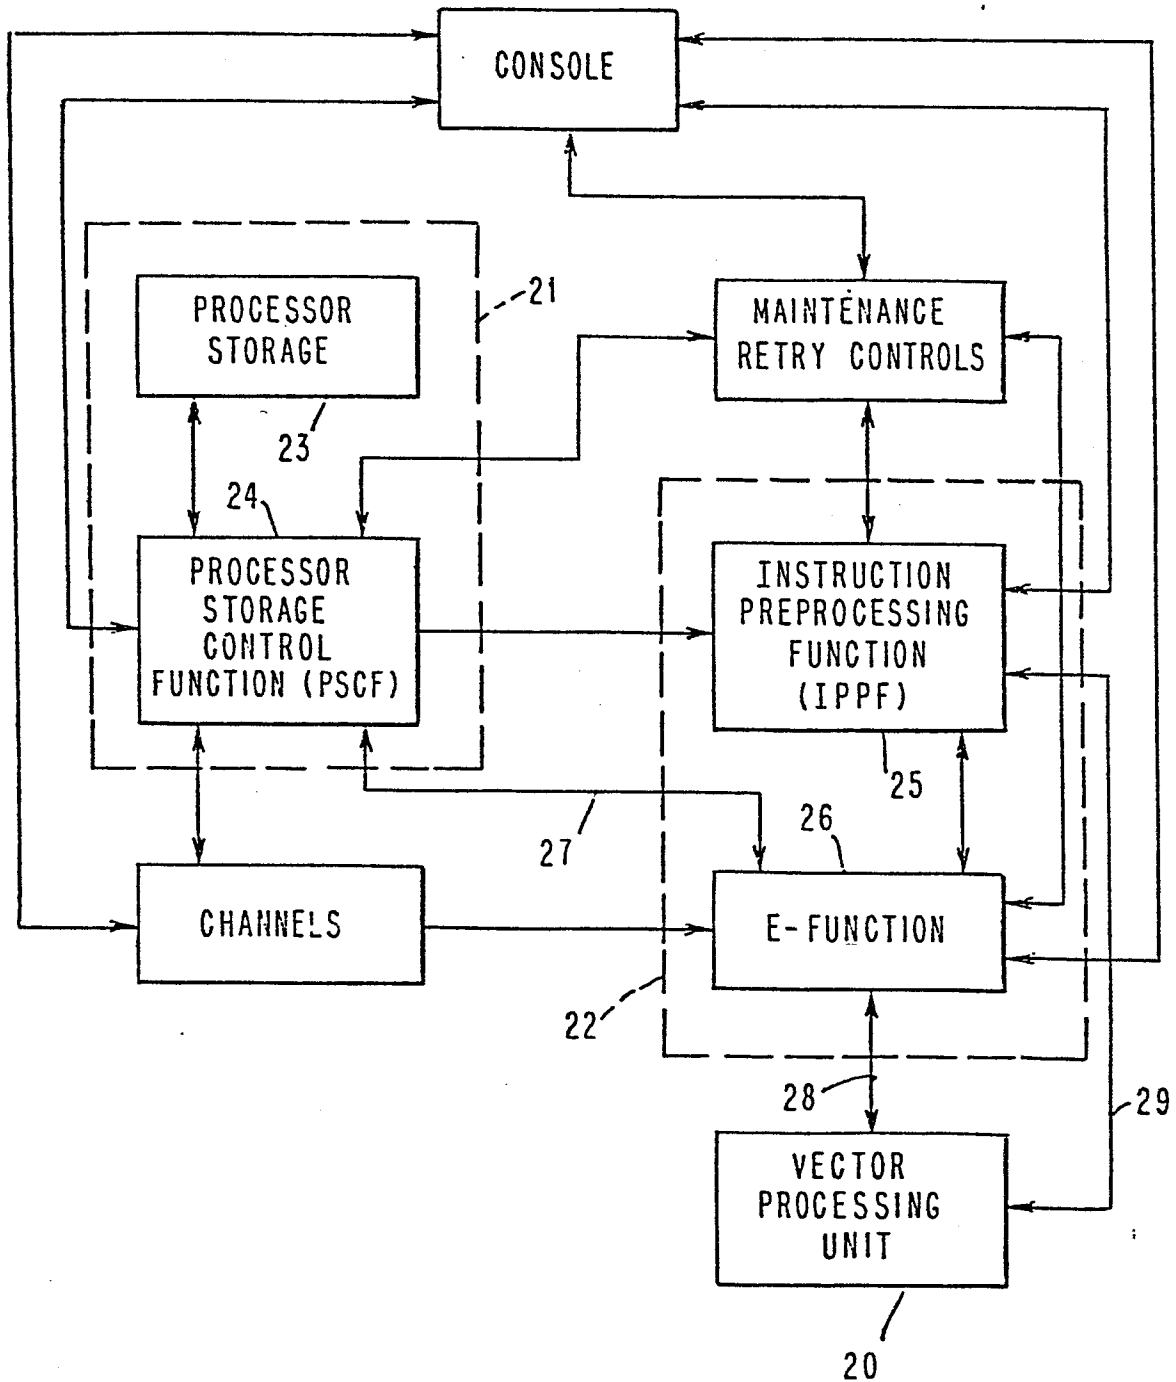 CONSOLE
PROCESSOR
STORAGE
21
MAINTENANCE
RETRY CONTROLS
23
24
PROCESSOR
STORAGE
CONTROL
FUNCTION (PSCF)
INSTRUCTION
PREPROCESSING
FUNCTION
(IPPF)
25
26
27
CHANNELS
E-FUNCTION
22
28
29
VECTOR
PROCESSING
UNIT
20